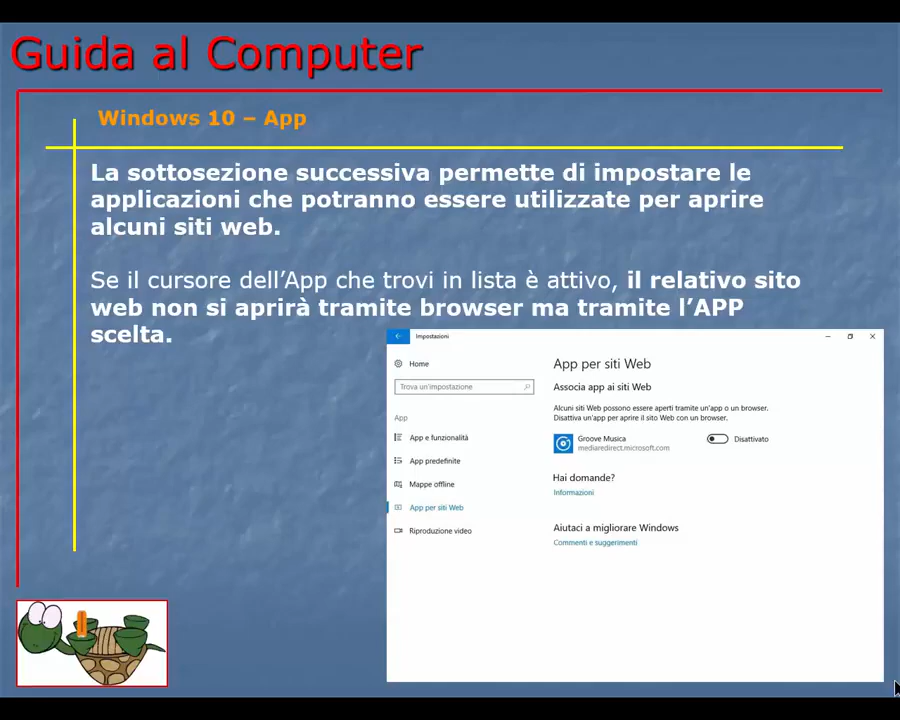 Guida al Computer
Windows 10 – App
La sottosezione successiva permette di impostare le
applicazioni che potranno essere utilizzate per aprire
alcuni siti web.
Se il cursore dell’App che trovi in lista è attivo, il relativo sito
web non si aprirà tramite browser ma tramite l’APP
scelta.
Impostazioni
Home
Trova un'impostazione
App
App e funzionalità
App predefinite
Mappe offline
App per siti Web
Riproduzione video
App per siti Web
Associa app ai siti Web
Alcuni siti Web possono essere aperti tramite un'app o un browser.
Disattiva un'app per aprire il sito Web con un browser.
Groove Musica
mediaredirect.microsoft.com
Disattivato
Hai domande?
Informazioni
Aiutaci a migliorare Windows
Commenti e suggerimenti